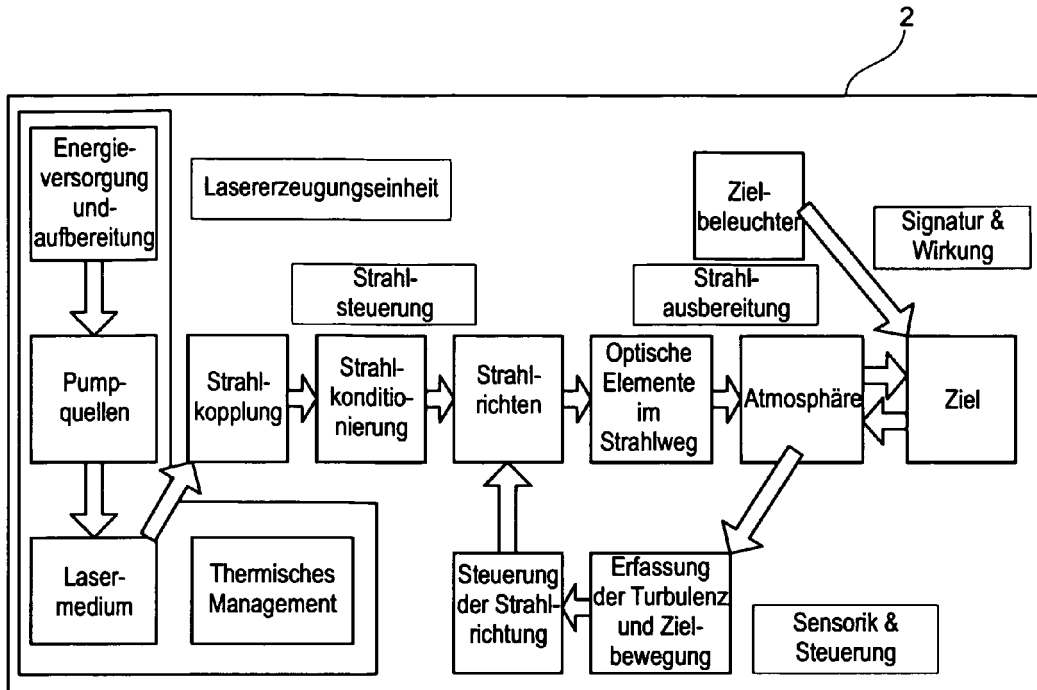 2
Energie-
versorgung
und-
aufbereitung
Lasererzeugungseinheit
Ziel-
beleuchter
Signatur &
Wirkung
Strahl-
steuerung
Strahl-
ausbereitung
Pump-
quellen
Strahl-
kopplung
Strahl-
konditio-
nierung
Strahl-
richten
Optische
Elemente
im
Strahlweg
Atmosphäre
Ziel
Laser-
medium
Thermisches
Management
Steuerung
der Strahl-
richtung
Erfassung
der Turbulenz
und Ziel-
bewegung
Sensorik &
Steuerung